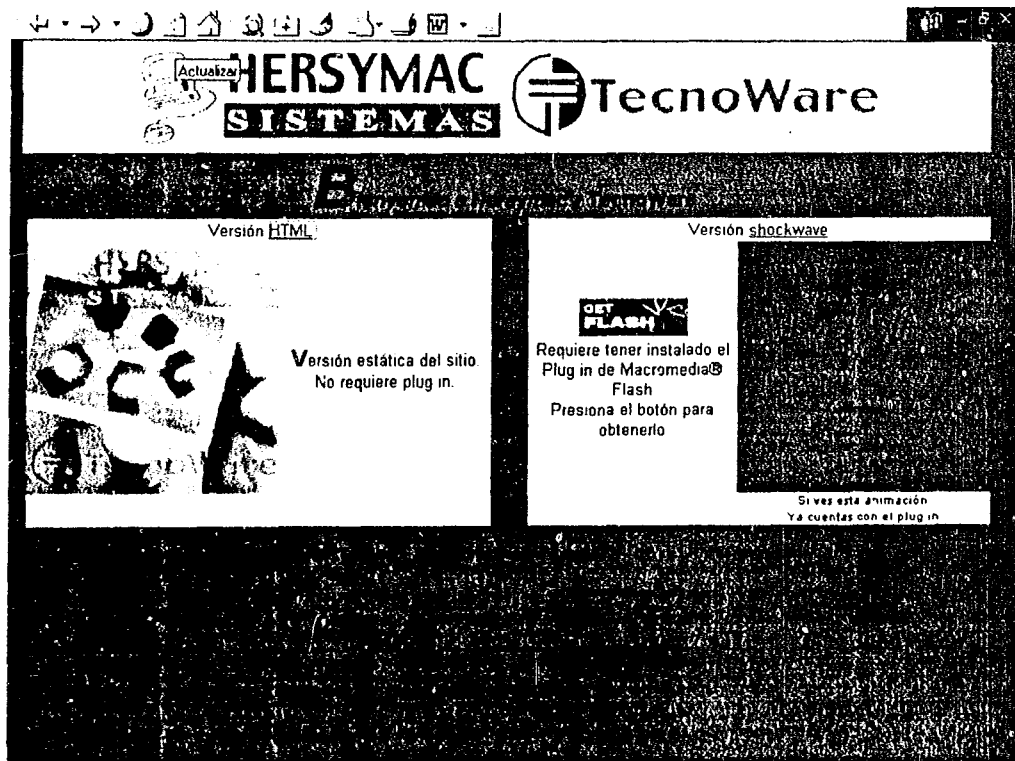 Actualizar
HERSYMAC
SISTEMAS
TecnoWare
TecnoWare
Versión HTML
Versión estática del sitio.
No requiere plug in.
Versión shockwave
GET
FLASH
Requiere tener instalado el
Plug in de Macromedia®
Flash
Presiona el botón para
obtenerlo
Si ves esta animación
Ya cuentas con el plug in